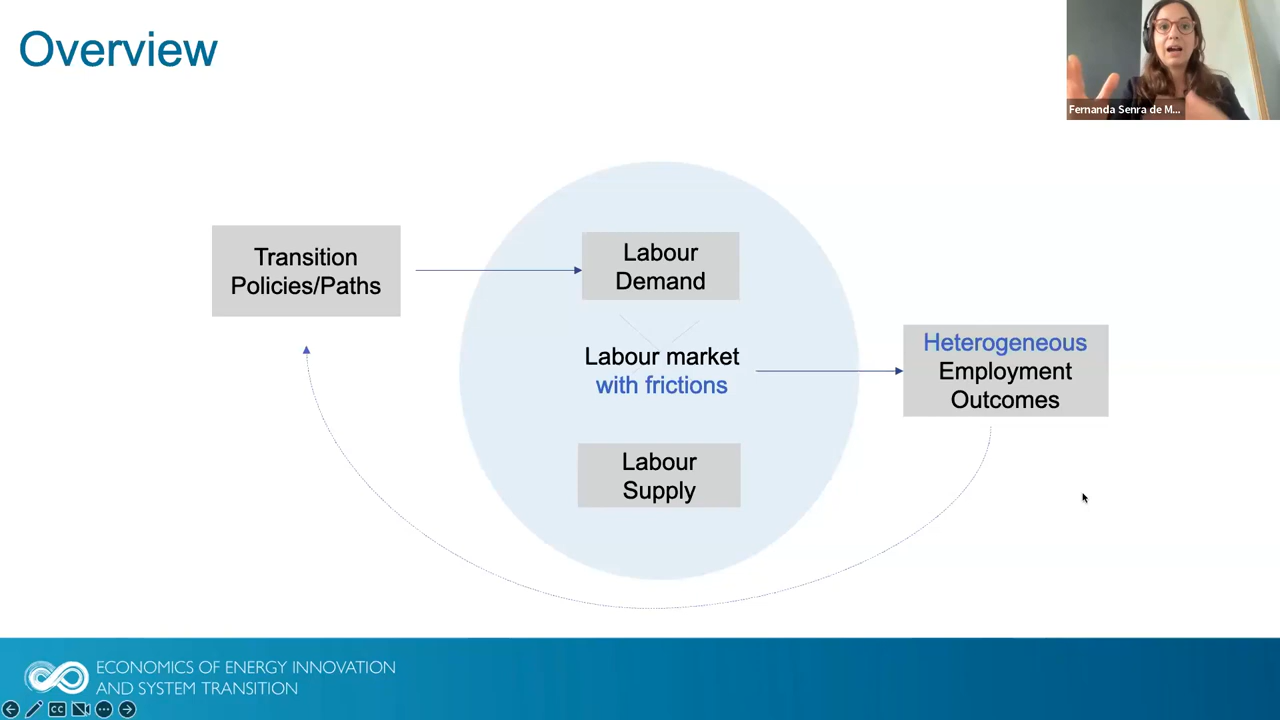 Overview
Fernanda Senra de M...
Transition
Policies/Paths
Labour
Demand
Labour market
with frictions
Labour
Supply
Heterogeneous
Employment
Outcomes
ECONOMICS OF ENERGY INNOVATION
AND SYSTEM TRANSITION
CC